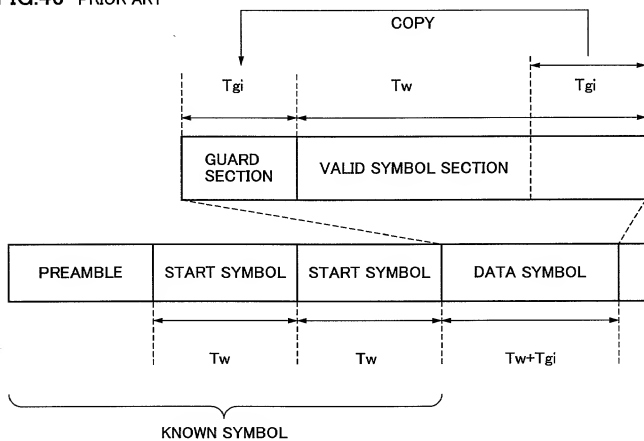 FIG.46 PRIOR ART
COPY
Tgi Tw Tgi
GUARD
SECTION
VALID SYMBOL SECTION
PREAMBLE START SYMBOL START SYMBOL DATA SYMBOL
Tw Tw Tw+Tgi
KNOWN SYMBOL